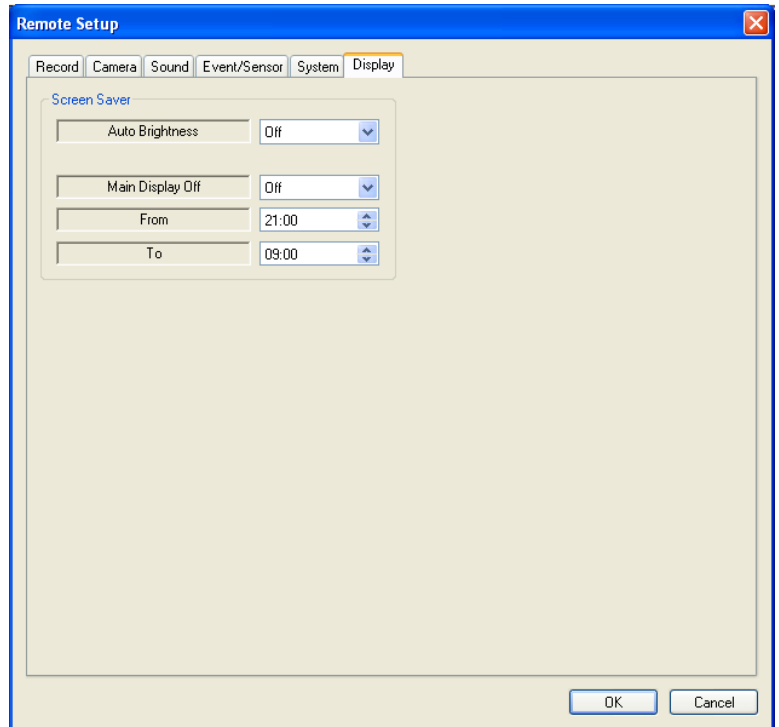 Remote Setup
Record Camera Sound Event/Sensor System Display
Screen Saver
Auto Brightness Off
Main Display Off Off
From 21:00
To 09:00
OK Cancel